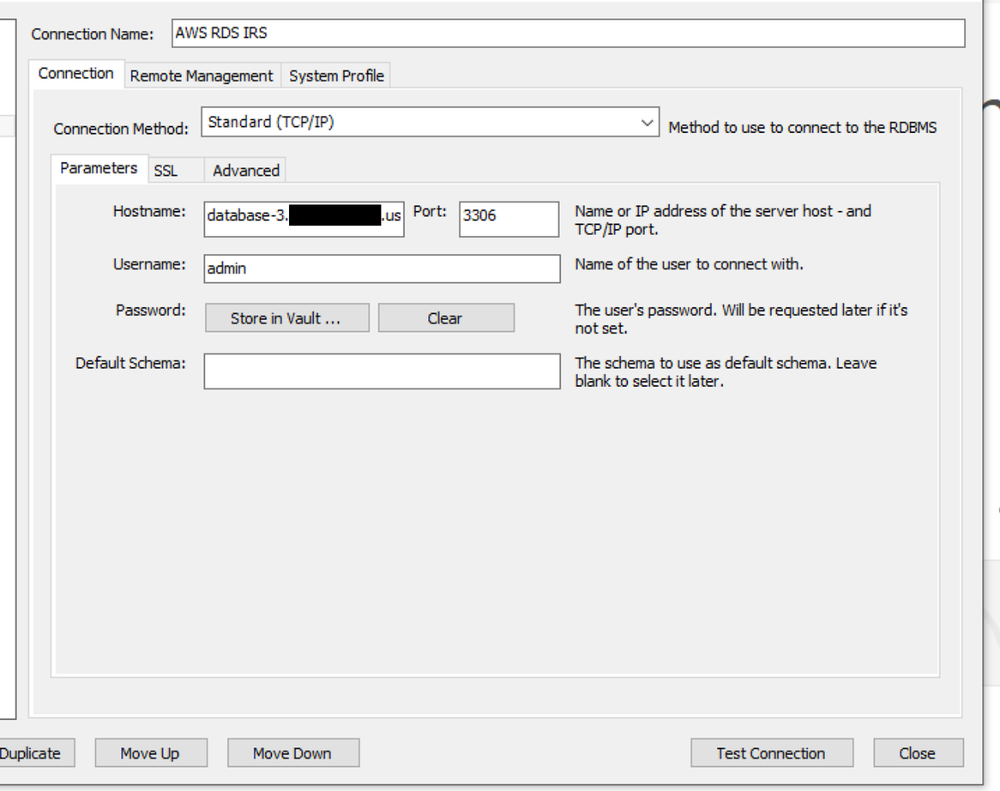 Connection Name: AWS RDS IRS
Connection Remote Management System Profile
Connection Method: Standard (TCP/IP) Method to use to connect to the RDBMS
Parameters SSL Advanced
Hostname: database-3. .us Port: 3306 Name or IP address of the server host - and
TCP/IP port.
Username: admin Name of the user to connect with.
Password: Store in Vault ... Clear The user's password. Will be requested later if it's
not set.
Default Schema: The schema to use as default schema. Leave
blank to select it later.
Duplicate Move Up Move Down Test Connection Close